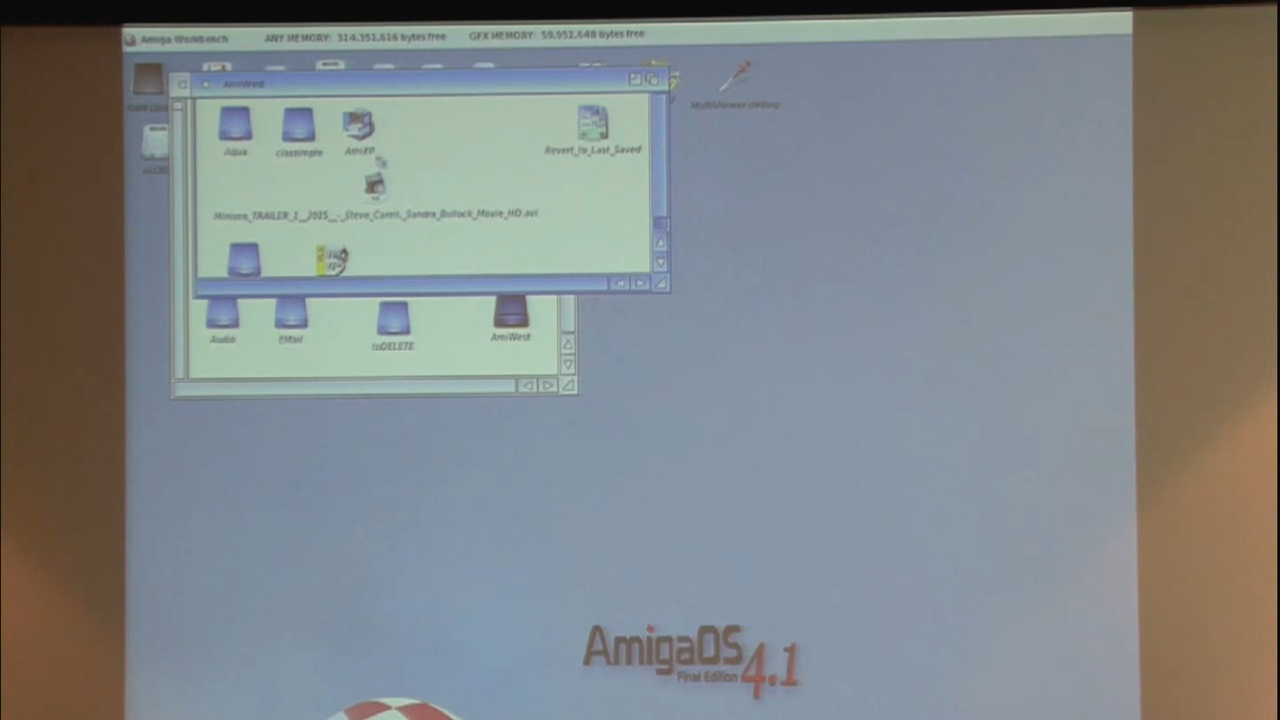 Amiga Workbench ANY MEMORY: 314,351,616 bytes free GFX MEMORY: 59,951,648 bytes free
AmiWest
MultiViewer.debug
Aqua classimple Revert_to_Last_Saved
Minions_TRAILER_1__2015__-_Steve_Carell,_Sandra_Bullock_Movie_HD.avi
Audio EMail toDELETE AmiWest
AmigaOS 4.1
Final Edition